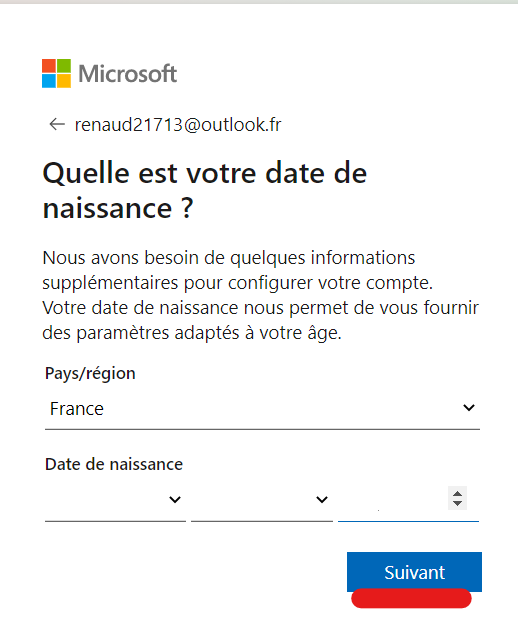 Microsoft
renaud21713@outlook.fr
Quelle est votre date de
naissance ?
Nous avons besoin de quelques informations
supplémentaires pour configurer votre compte.
Votre date de naissance nous permet de vous fournir
des paramètres adaptés à votre âge.
Pays/région
France
Date de naissance
Suivant